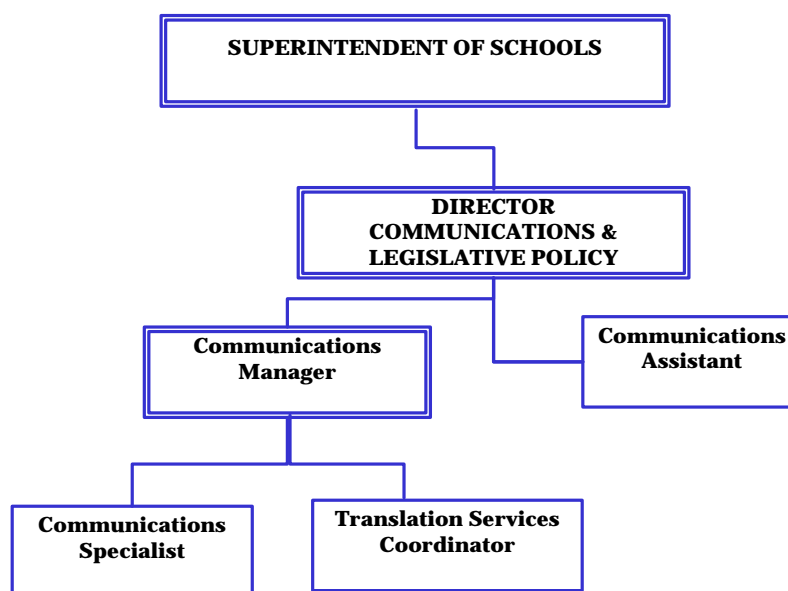 SUPERINTENDENT OF SCHOOLS
DIRECTOR
COMMUNICATIONS &
LEGISLATIVE POLICY
Communications
Manager
Communications
Assistant
Communications
Specialist
Translation Services
Coordinator